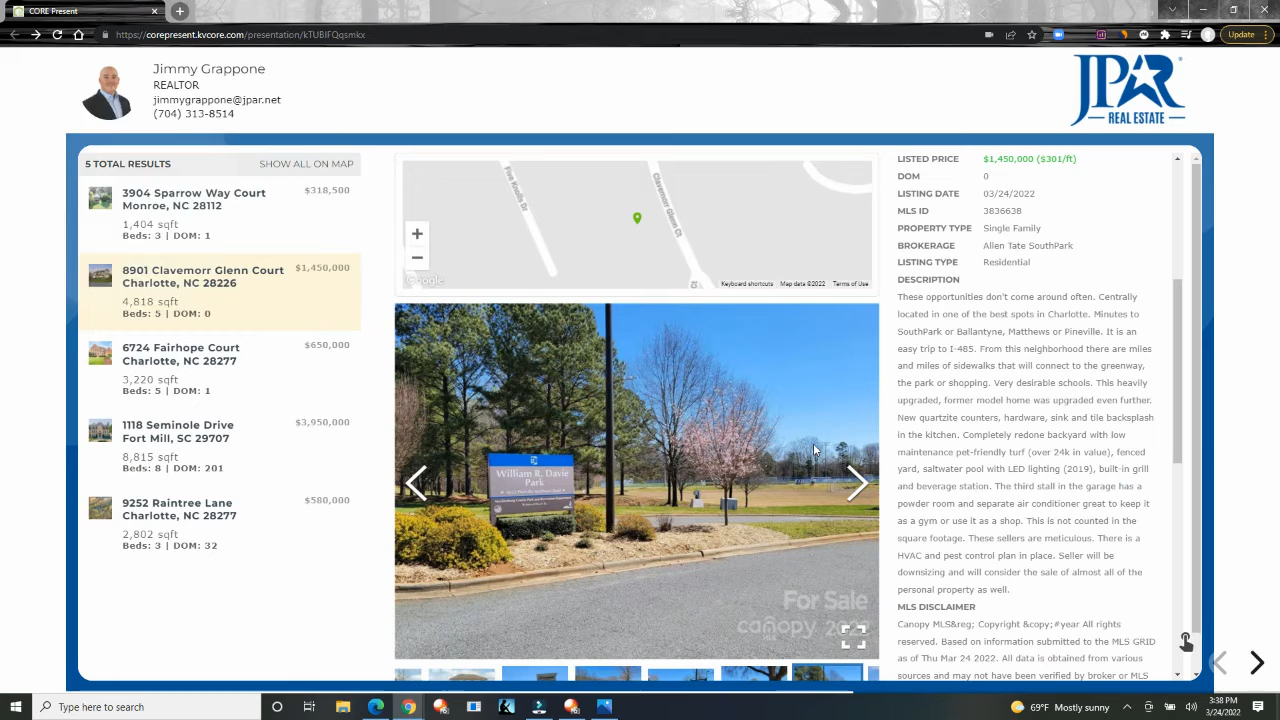 CORE Present
https://corepresent.kvcore.com/presentation/kTUBIFQqsmkx
Update
Jimmy Grappone
REALTOR
jimmygrappone@jpar.net
(704) 313-8514
JPAR
REAL ESTATE
5 TOTAL RESULTS
SHOW ALL ON MAP
3904 Sparrow Way Court
Monroe, NC 28112
$318,500
1,404 sqft
Beds: 3 | DOM: 1
8901 Clavemorr Glenn Court
Charlotte, NC 28226
$1,450,000
4,818 sqft
Beds: 5 | DOM: 0
6724 Fairhope Court
Charlotte, NC 28277
$650,000
3,220 sqft
Beds: 5 | DOM: 1
1118 Seminole Drive
Fort Mill, SC 29707
$3,950,000
8,815 sqft
Beds: 8 | DOM: 201
9252 Raintree Lane
Charlotte, NC 28277
$580,000
2,802 sqft
Beds: 3 | DOM: 32
Five Knolls Dr
Clavemorr Glenn Ct
Google
Keyboard shortcuts
Map data ©2022
Terms of Use
William R. Davie
Park
For Sale
canopy 2022
MLS
LISTED PRICE $1,450,000 ($301/ft)
DOM 0
LISTING DATE 03/24/2022
MLS ID 3836638
PROPERTY TYPE Single Family
BROKERAGE Allen Tate SouthPark
LISTING TYPE Residential
DESCRIPTION
These opportunities don't come around often. Centrally
located in one of the best spots in Charlotte. Minutes to
SouthPark or Ballantyne, Matthews or Pineville. It is an
easy trip to I-485. From this neighborhood there are miles
and miles of sidewalks that will connect to the greenway,
the park or shopping. Very desirable schools. This heavily
upgraded, former model home was upgraded even further.
New quartzite counters, hardware, sink and tile backsplash
in the kitchen. Completely redone backyard with low
maintenance pet-friendly turf (over 24k in value), fenced
yard, saltwater pool with LED lighting (2019), built-in grill
and beverage station. The third stall in the garage has a
powder room and separate air conditioner great to keep it
as a gym or use it as a shop. This is not counted in the
square footage. These sellers are meticulous. There is a
HVAC and pest control plan in place. Seller will be
downsizing and will consider the sale of almost all of the
personal property as well.
MLS DISCLAIMER
Canopy MLS&reg; Copyright &copy;#year All rights
reserved. Based on information submitted to the MLS GRID
as of Thu Mar 24 2022. All data is obtained from various
sources and may not have been verified by broker or MLS
Type here to search
69°F Mostly sunny
3:38 PM
3/24/2022